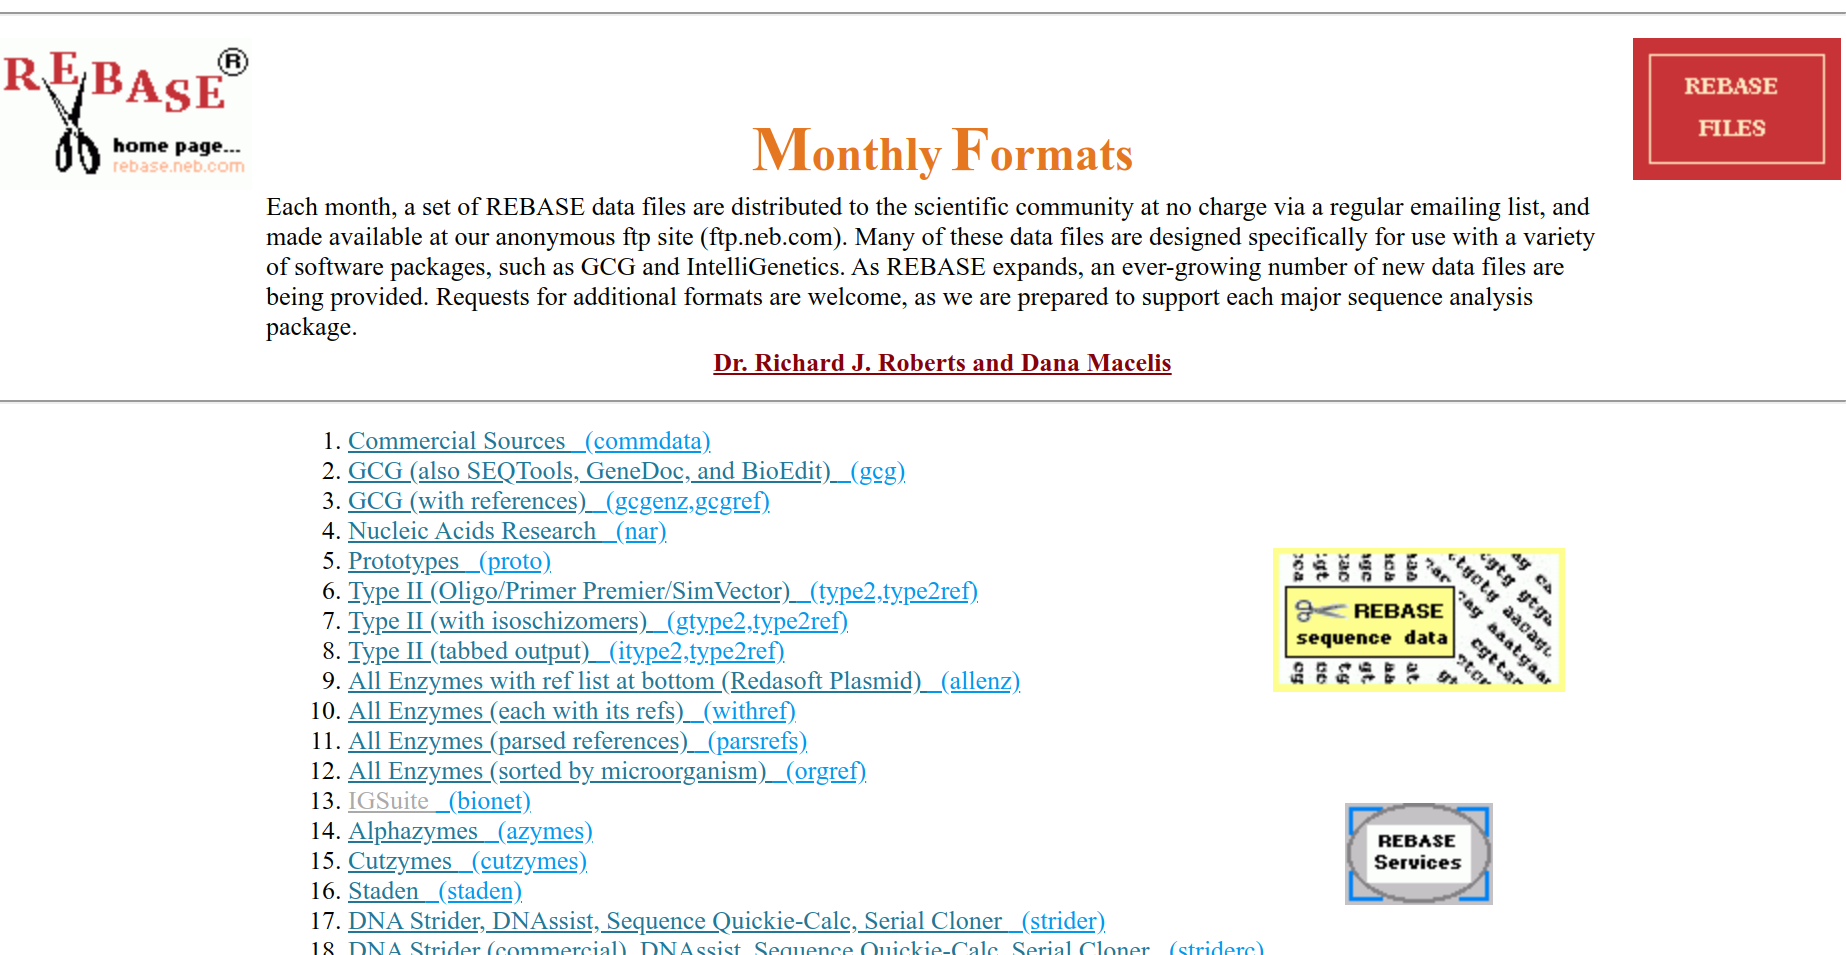 REBASE®
home page...
rebase.neb.com
REBASE
FILES
Monthly Formats
Each month, a set of REBASE data files are distributed to the scientific community at no charge via a regular emailing list, and
made available at our anonymous ftp site (ftp.neb.com). Many of these data files are designed specifically for use with a variety
of software packages, such as GCG and IntelliGenetics. As REBASE expands, an ever-growing number of new data files are
being provided. Requests for additional formats are welcome, as we are prepared to support each major sequence analysis
package.
Dr. Richard J. Roberts and Dana Macelis
1. Commercial Sources (commdata)
2. GCG (also SEQTools, GeneDoc, and BioEdit) (gcg)
3. GCG (with references) (gcgenz,gcgref)
4. Nucleic Acids Research (nar)
5. Prototypes (proto)
6. Type II (Oligo/Primer Premier/SimVector) (type2,type2ref)
7. Type II (with isoschizomers) (gtype2,type2ref)
8. Type II (tabbed output) (itype2,type2ref)
9. All Enzymes with ref list at bottom (Redasoft Plasmid) (allenz)
10. All Enzymes (each with its refs) (withref)
11. All Enzymes (parsed references) (parsrefs)
12. All Enzymes (sorted by microorganism) (orgref)
13. IGSuite (bionet)
14. Alphazymes (azymes)
15. Cutzymes (cutzymes)
16. Staden (staden)
17. DNA Strider, DNAssist, Sequence Quickie-Calc, Serial Cloner (strider)
18. DNA Strider (commercial), DNAssist, Sequence Quickie-Calc, Serial Cloner (striderc)
REBASE
sequence data
REBASE
Services